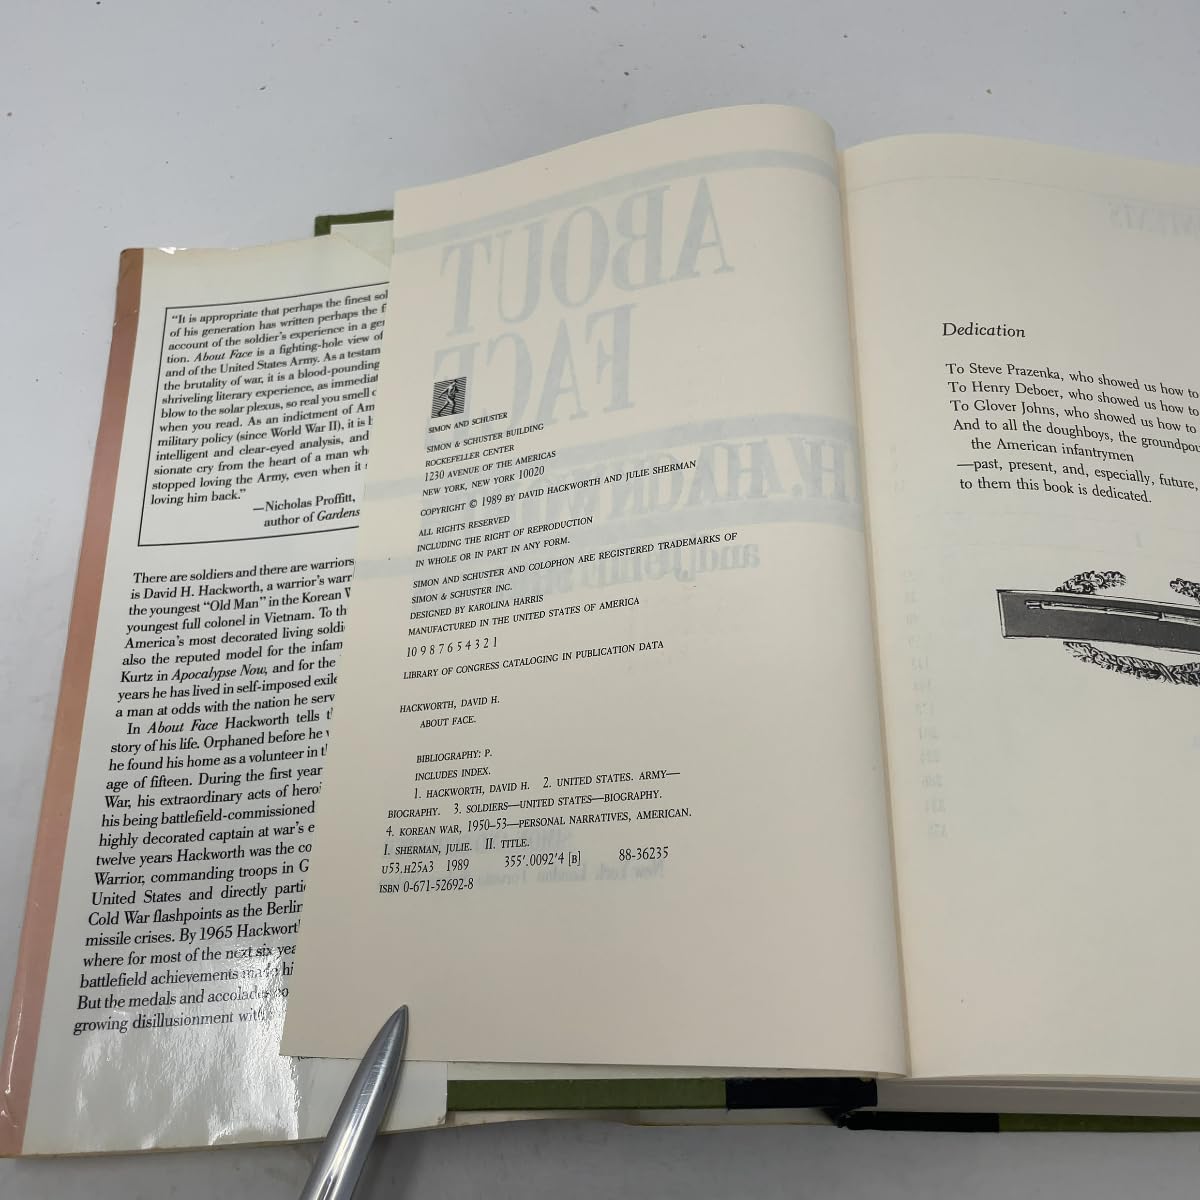 "It is appropriate that perhaps the finest
of his generation has written perhaps the
account of the soldier's experience in a
tion. About Face is a fighting-hole view of
and of the United States Army. As a
the brutality of war, it is a blood-pounding
shriveling literary experience, as
blow to the solar plexus, so real you smell
when you read. As an indictment of
military policy (since World War II), it is
intelligent and clear-eyed analysis, and
sionate cry from the heart of a man
stopped loving the Army, even when it
loving him back."
—Nicholas Proffitt,
author of Gardens
There are soldiers and there are warriors
is David H. Hackworth, a warrior's
the youngest "Old Man" in the Korean
youngest full colonel in Vietnam. To
America's most decorated living
also the reputed model for the
Kurtz in Apocalypse Now, and for the
years he has lived in self-imposed
a man at odds with the nation he
In About Face Hackworth tells
story of his life. Orphaned before he
he found his home as a volunteer in
age of fifteen. During the first year
War, his extraordinary acts of
his being battlefield-commissioned
highly decorated captain at war's
twelve years Hackworth was the
Warrior, commanding troops in
United States and directly
Cold War flashpoints as the
missile crises. By 1965
where for most of the next six
battlefield achievements made
But the medals and accolades
growing disillusionment
ABOUT
FACE
SIMON AND SCHUSTER
SIMON & SCHUSTER BUILDING
ROCKEFELLER CENTER
1230 AVENUE OF THE AMERICAS
NEW YORK, NEW YORK 10020
COPYRIGHT © 1989 BY DAVID HACKWORTH AND JULIE SHERMAN
ALL RIGHTS RESERVED
INCLUDING THE RIGHT OF REPRODUCTION
IN WHOLE OR IN PART IN ANY FORM.
SIMON AND SCHUSTER AND COLOPHON ARE REGISTERED TRADEMARKS OF
SIMON & SCHUSTER INC.
DESIGNED BY KAROLINA HARRIS
MANUFACTURED IN THE UNITED STATES OF AMERICA
10 9 8 7 6 5 4 3 2 1
LIBRARY OF CONGRESS CATALOGING IN PUBLICATION DATA
HACKWORTH, DAVID H.
ABOUT FACE.
BIBLIOGRAPHY: P.
INCLUDES INDEX.
1. HACKWORTH, DAVID H. 2. UNITED STATES. ARMY—
BIOGRAPHY. 3. SOLDIERS—UNITED STATES—BIOGRAPHY.
4. KOREAN WAR, 1950–53—PERSONAL NARRATIVES, AMERICAN.
I. SHERMAN, JULIE. II. TITLE.
U53.H25A3 1989 355'.0092'4 [B] 88-36235
ISBN 0-671-52692-8
Dedication
To Steve Prazenka, who showed us how to
To Henry Deboer, who showed us how to
To Glover Johns, who showed us how to
And to all the doughboys, the
the American infantrymen
—past, present, and, especially, future,
to them this book is dedicated.